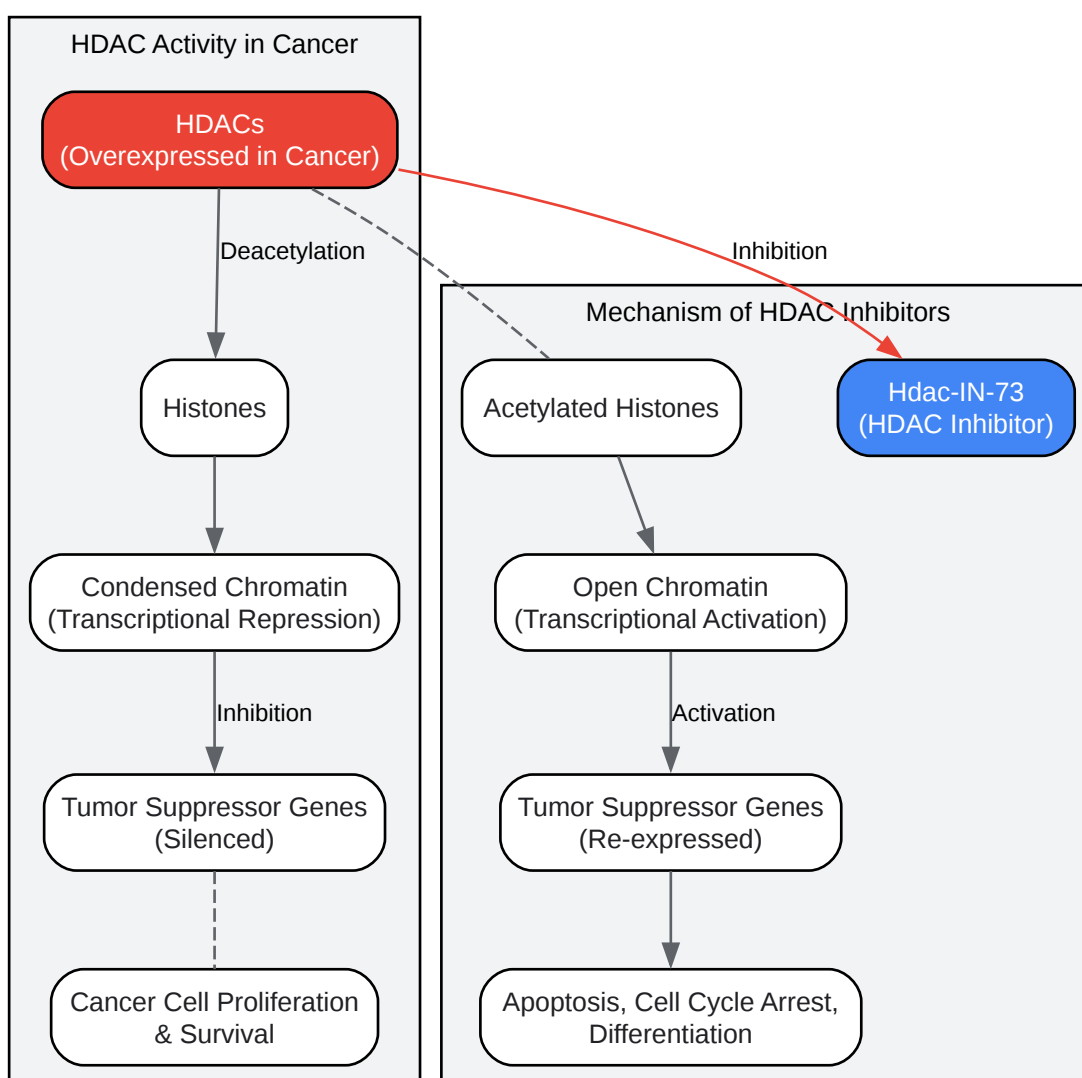 HDAC Activity in Cancer
HDACs
(Overexpressed in Cancer)
Deacetylation
Inhibition
Mechanism of HDAC Inhibitors
Histones
Acetylated Histones
Hdac-IN-73
(HDAC Inhibitor)
Condensed Chromatin
(Transcriptional Repression)
Open Chromatin
(Transcriptional Activation)
Inhibition
Activation
Tumor Suppressor Genes
(Silenced)
Tumor Suppressor Genes
(Re-expressed)
Cancer Cell Proliferation
& Survival
Apoptosis, Cell Cycle Arrest,
Differentiation